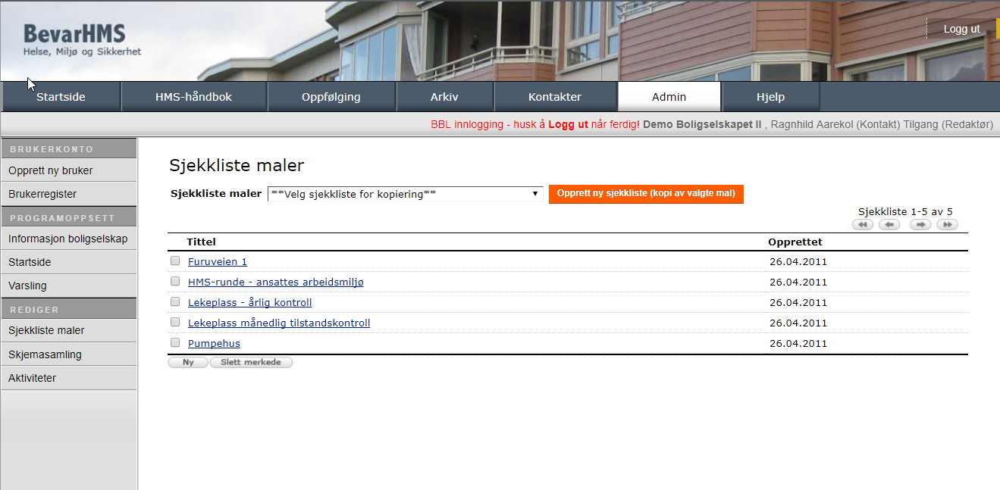 BevarHMS
Helse, Miljø og Sikkerhet
Logg ut
Startside HMS-håndbok Oppfølging Arkiv Kontakter Admin Hjelp
BBL innlogging - husk å Logg ut når ferdig! Demo Boligselskapet II , Ragnhild Aarekol (Kontakt) Tilgang (Redaktør)
BRUKERKONTO
Opprett ny bruker
Brukerregister
PROGRAMOPPSETT
Informasjon boligselskap
Startside
Varsling
REDIGER
Sjekkliste maler
Skjemasamling
Aktiviteter
Sjekkliste maler
Sjekkliste maler **Velg sjekkliste for kopiering** Opprett ny sjekkliste (kopi av valgte mal)
Sjekkliste 1-5 av 5
Tittel Opprettet
Furuveien 1 26.04.2011
HMS-runde - ansattes arbeidsmiljø 26.04.2011
Lekeplass - årlig kontroll 26.04.2011
Lekeplass månedlig tilstandskontroll 26.04.2011
Pumpehus 26.04.2011
Ny Slett merkede